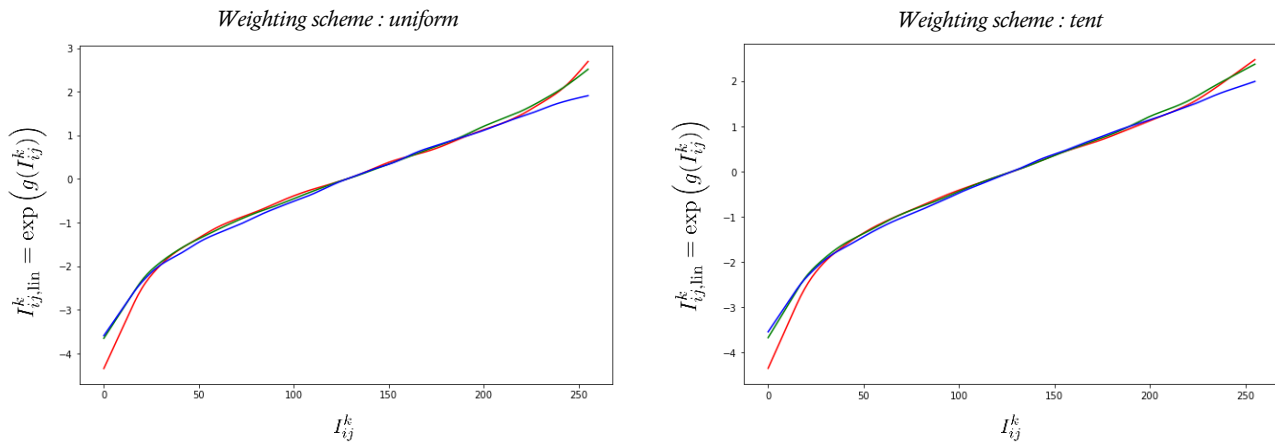 Weighting scheme : uniform
3
2
1
0
−1
−2
−3
−4
0 50 100 150 200 250
I^k_{ij,lin} = exp(g(I^k_{ij}))
I^k_{ij}
Weighting scheme : tent
2
1
0
−1
−2
−3
−4
0 50 100 150 200 250
I^k_{ij,lin} = exp(g(I^k_{ij}))
I^k_{ij}